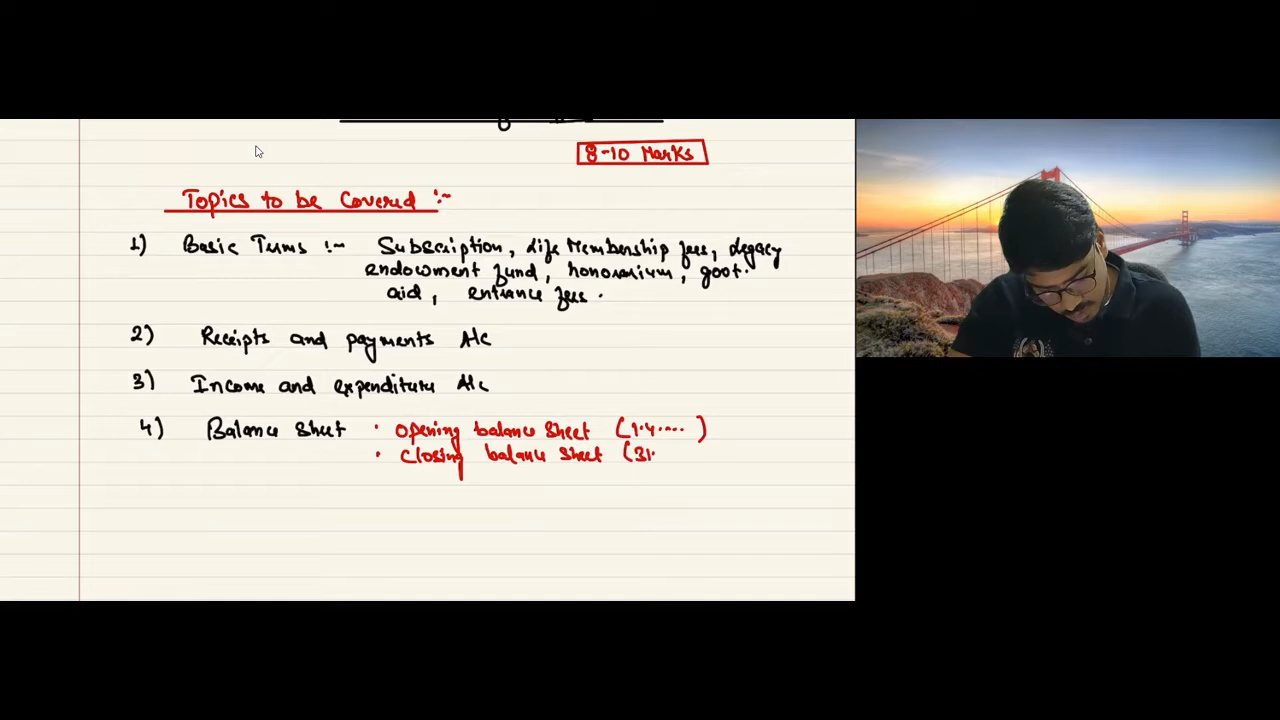 8-10 Marks
Topics to be Covered :-
1) Basic Terms :- Subscription, life Membership fees, legacy
endowment fund, honorarium, govt.
aid, entrance fees.
2) Receipts and payments A/c
3) Income and expenditure A/c
4) Balance Sheet • Opening balance sheet (1.4.... )
• Closing balance sheet (31.